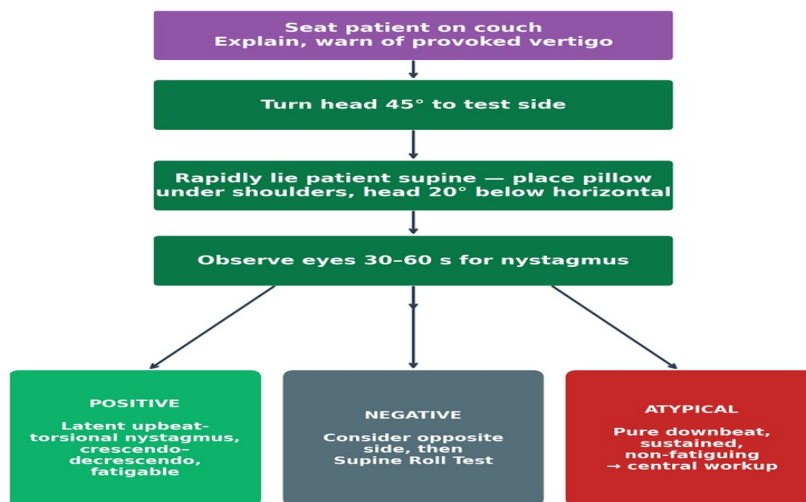 Seat patient on couch
Explain, warn of provoked vertigo
Turn head 45° to test side
Rapidly lie patient supine — place pillow
under shoulders, head 20° below horizontal
Observe eyes 30–60 s for nystagmus
POSITIVE
Latent upbeat-
torsional nystagmus,
crescendo–
decrescendo,
fatigable
NEGATIVE
Consider opposite
side, then
Supine Roll Test
ATYPICAL
Pure downbeat,
sustained,
non-fatiguing
→ central workup